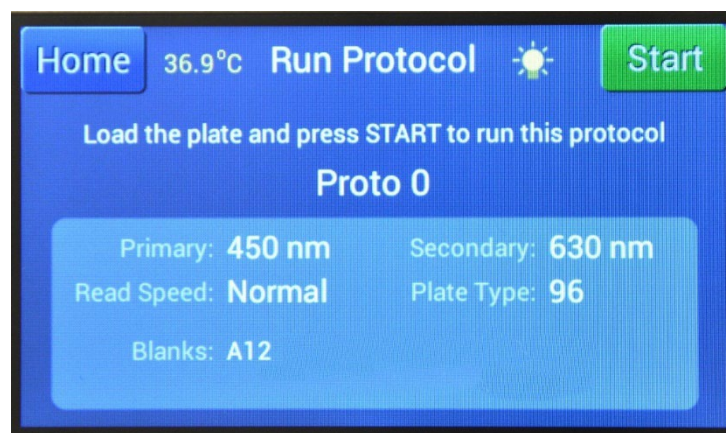 Home 36.9°C Run Protocol Start
Load the plate and press START to run this protocol
Proto 0
Primary: 450 nm Secondary: 630 nm
Read Speed: Normal Plate Type: 96
Blanks: A12